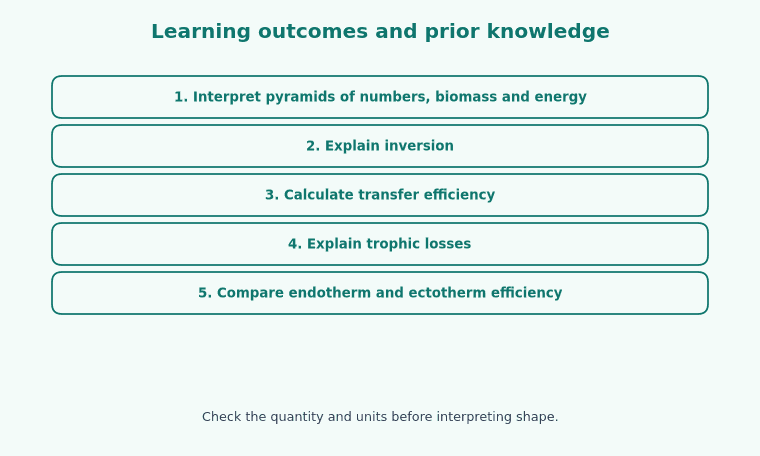 Learning outcomes and prior knowledge
1. Interpret pyramids of numbers, biomass and energy
2. Explain inversion
3. Calculate transfer efficiency
4. Explain trophic losses
5. Compare endotherm and ectotherm efficiency
Check the quantity and units before interpreting shape.